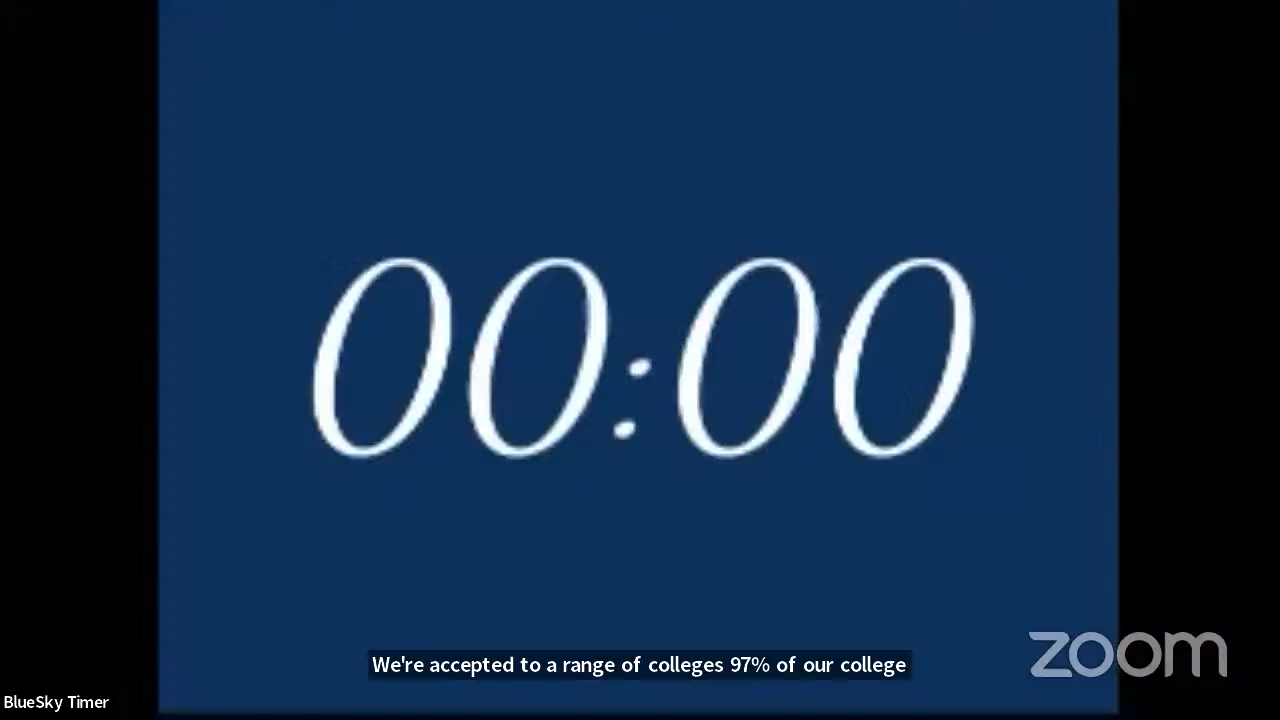 00:00
We're accepted to a range of colleges 97% of our college
zoom
BlueSky Timer